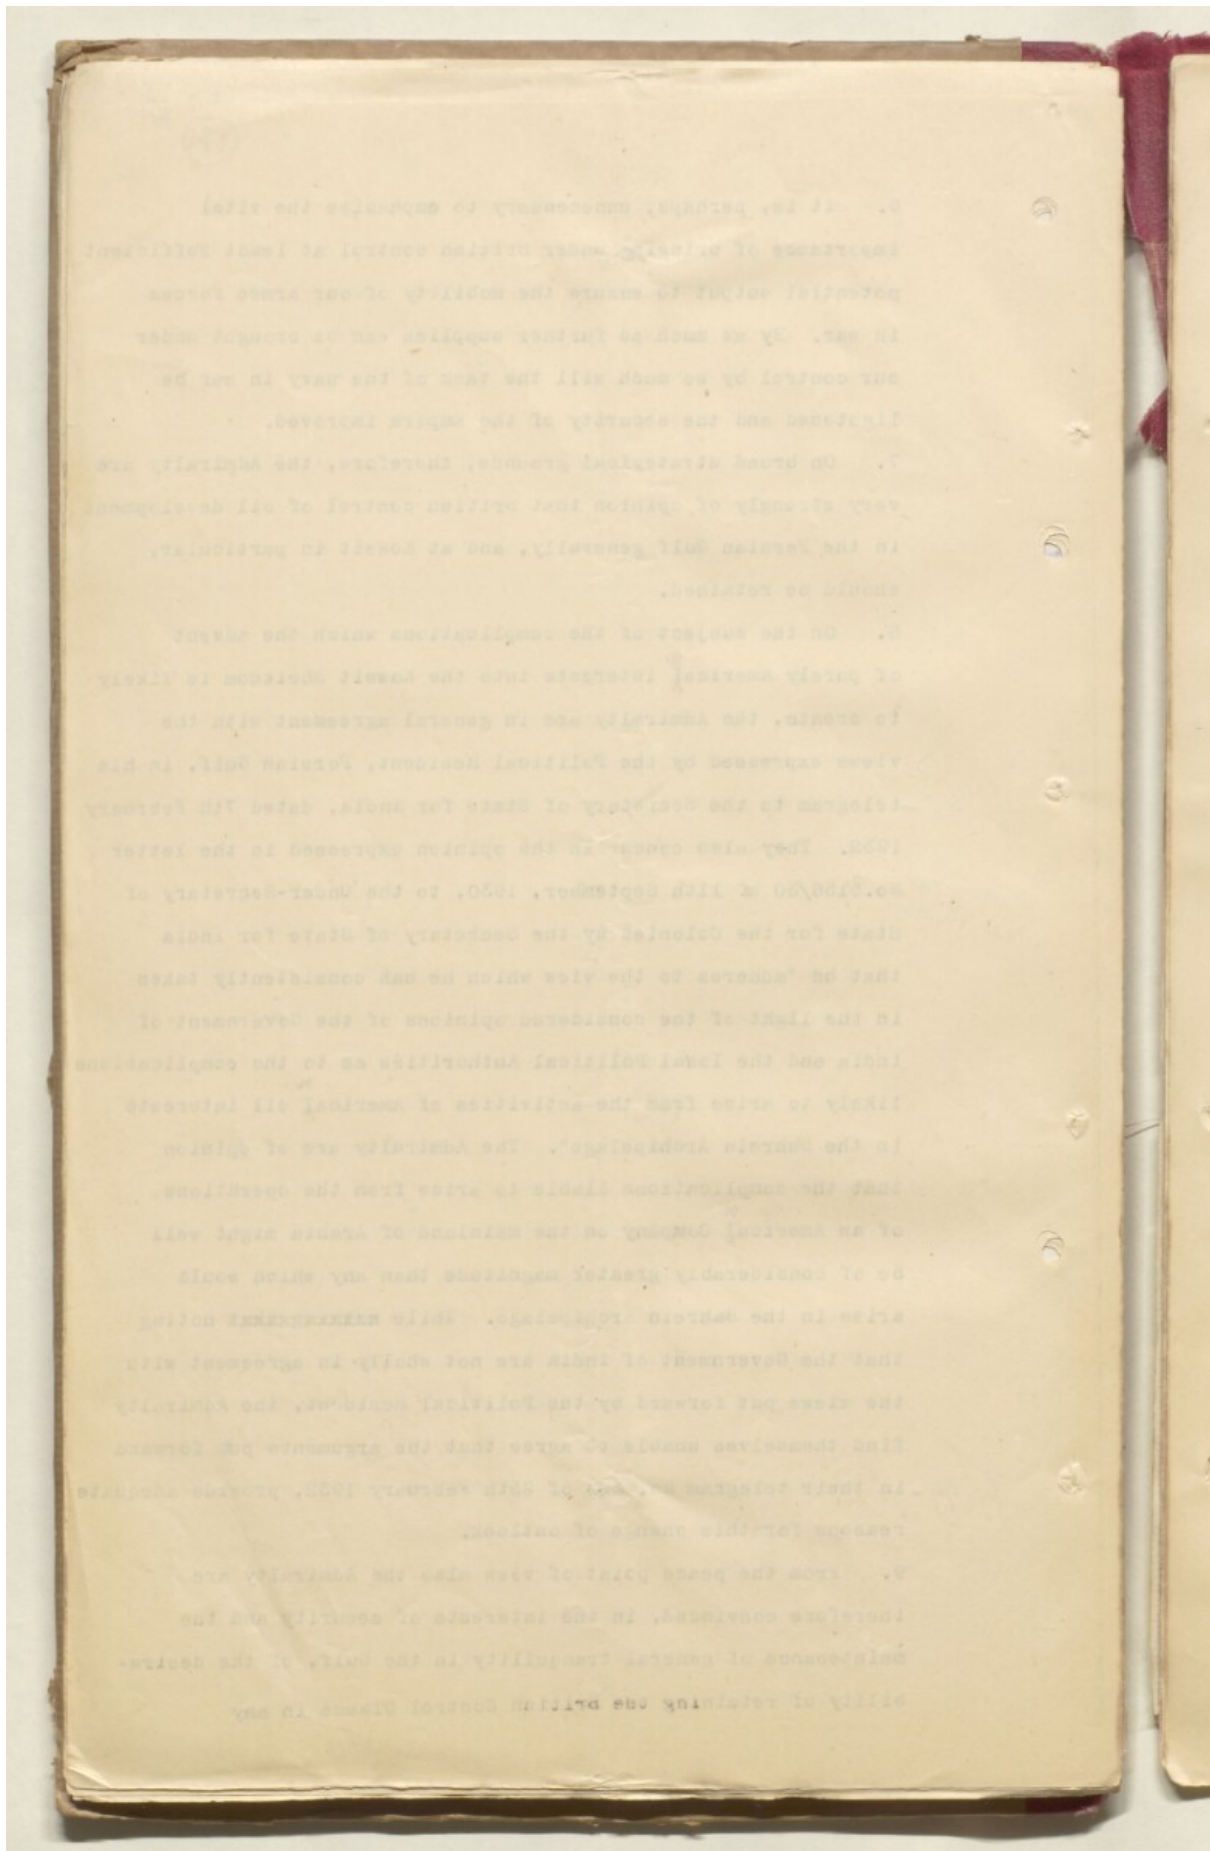 6. It is, perhaps, unnecessary to emphasise the vital
importance of bringing under British control at least sufficient
potential output to ensure the mobility of our armed forces
in war. By as much as further supplies can be brought under
our control by so much will the task of the navy in war be
lightened and the security of the empire improved.
7. On broad strategical grounds, therefore, the Admiralty are
very strongly of opinion that British control of oil development
in the Persian Gulf generally, and at Koweit in particular,
should be retained.
8. On the subject of the complications which the advent
of purely American interests into the Koweit Sheikdom is likely
to create, the Admiralty are in general agreement with the
views expressed by the Political Resident, Persian Gulf, in his
telegram to the Secretary of State for India, dated 7th February
1932. They also concur in the opinion expressed in the letter
of 11th September, 1930, to the Under-Secretary of
State for the Colonies by the Secretary of State for India
that he "adheres to the view which he has consistently taken
in the light of the considered opinions of the Government of
India and the local Political Authorities as to the complications
likely to arise from the activities of American oil interests
in the Bahrein Archipelago". The Admiralty are of opinion
that the complications liable to arise from the operations
of an American Company on the mainland of Arabia might well
be of considerably greater magnitude than any which would
arise in the Bahrein Archipelago. While noting
that the Government of India are not wholly in agreement with
the views put forward by the Political Resident, the Admiralty
find themselves unable to agree that the arguments put forward
in their telegram of 25th February 1932, provide adequate
reasons for this change of outlook.
9. From the peace point of view also the Admiralty are
therefore convinced, in the interests of security and the
maintenance of general tranquility in the Gulf, of the desira-
bility of retaining the British Control Clause in any